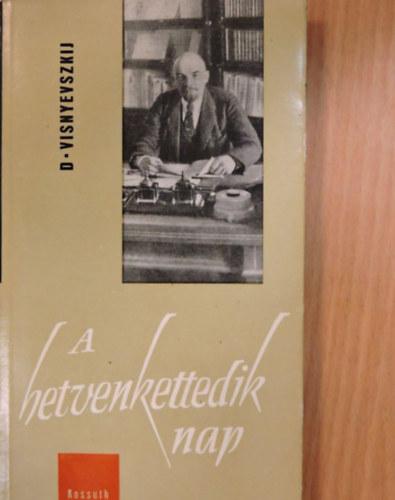 D•VISNYEVSZKIJ
A
hetvenkettedik
nap
Kossuth